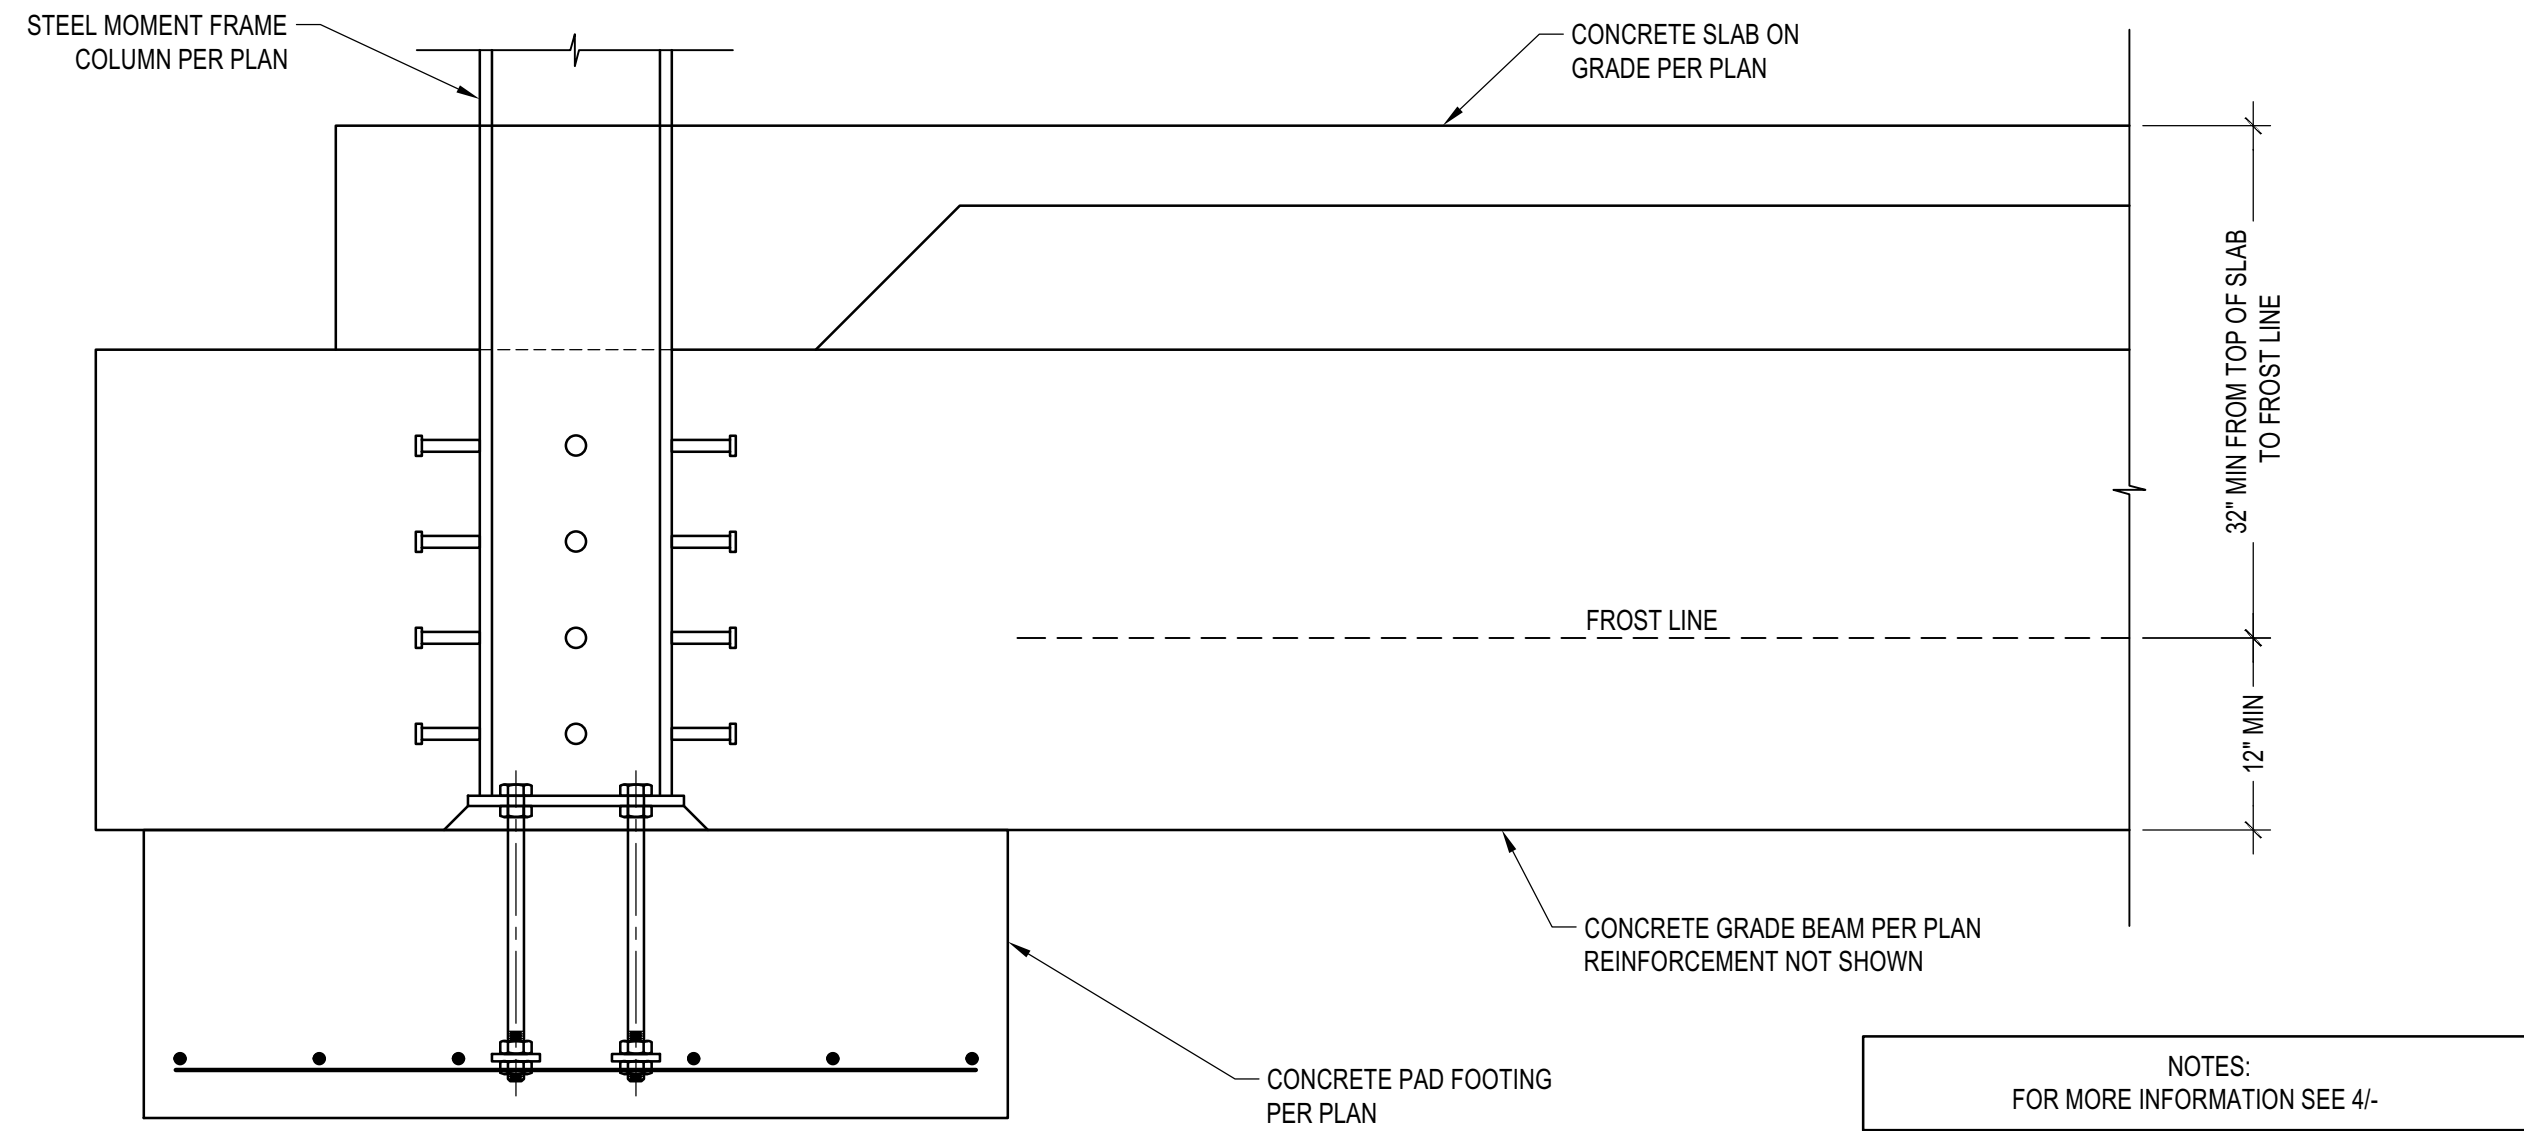 STEEL MOMENT FRAME
COLUMN PER PLAN
CONCRETE SLAB ON
GRADE PER PLAN
32" MIN FROM TOP OF SLAB
TO FROST LINE
FROST LINE
12" MIN
CONCRETE GRADE BEAM PER PLAN
REINFORCEMENT NOT SHOWN
CONCRETE PAD FOOTING
PER PLAN
NOTES:
FOR MORE INFORMATION SEE 4/-